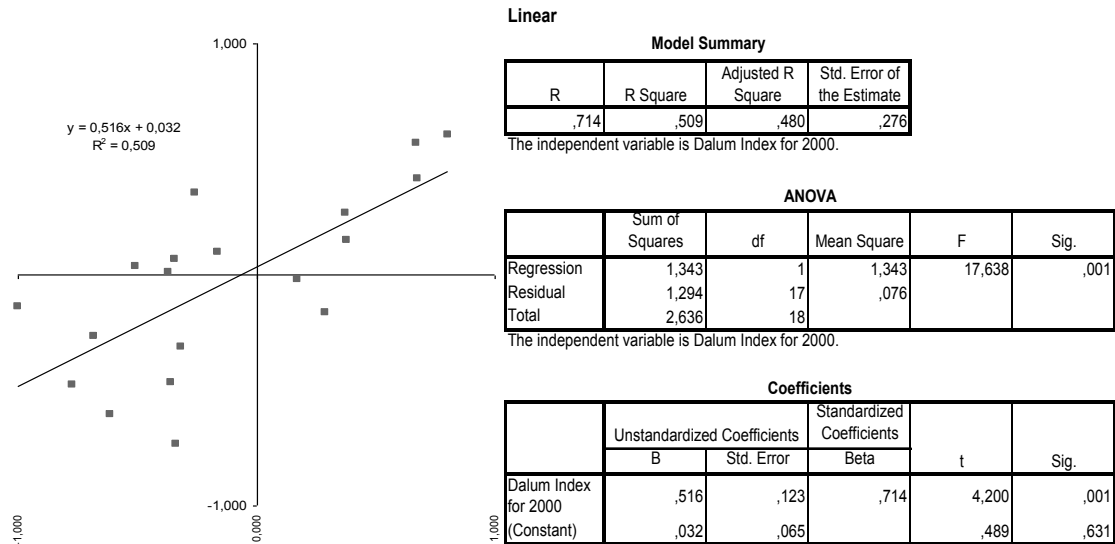 1,000
y = 0,516x + 0,032
R² = 0,509
-1,000
-1,000
0,000
1,000
Linear
Model Summary
R R Square Adjusted R Square Std. Error of the Estimate
,714 ,509 ,480 ,276
The independent variable is Dalum Index for 2000.
ANOVA
Sum of Squares df Mean Square F Sig.
Regression 1,343 1 1,343 17,638 ,001
Residual 1,294 17 ,076
Total 2,636 18
The independent variable is Dalum Index for 2000.
Coefficients
Unstandardized Coefficients Standardized Coefficients
B Std. Error Beta t Sig.
Dalum Index for 2000 ,516 ,123 ,714 4,200 ,001
(Constant) ,032 ,065 ,489 ,631